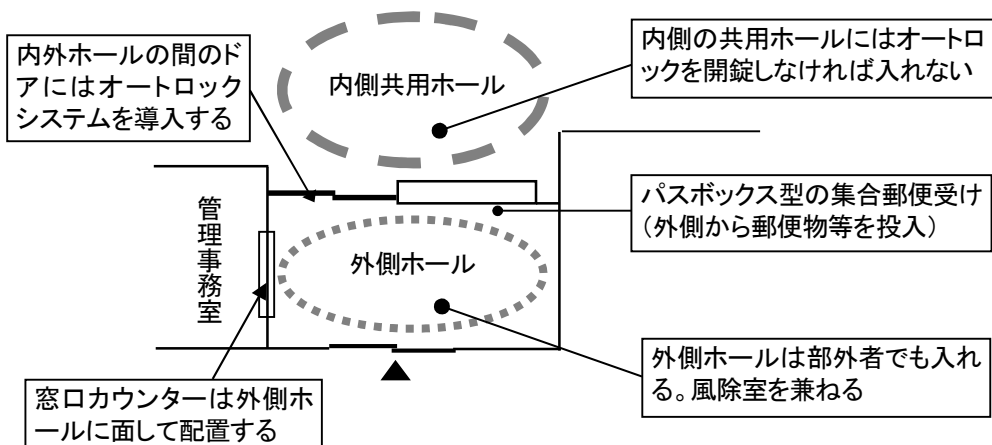 内外ホールの間のド
アにはオートロック
システムを導入する
内側の共用ホールにはオートロ
ックを開錠しなければ入れない
内側共用ホール
パスボックス型の集合郵便受け
(外側から郵便物等を投入)
管理事務室
外側ホール
外側ホールは部外者でも入れ
る。風除室を兼ねる
窓口カウンターは外側ホ
ールに面して配置する